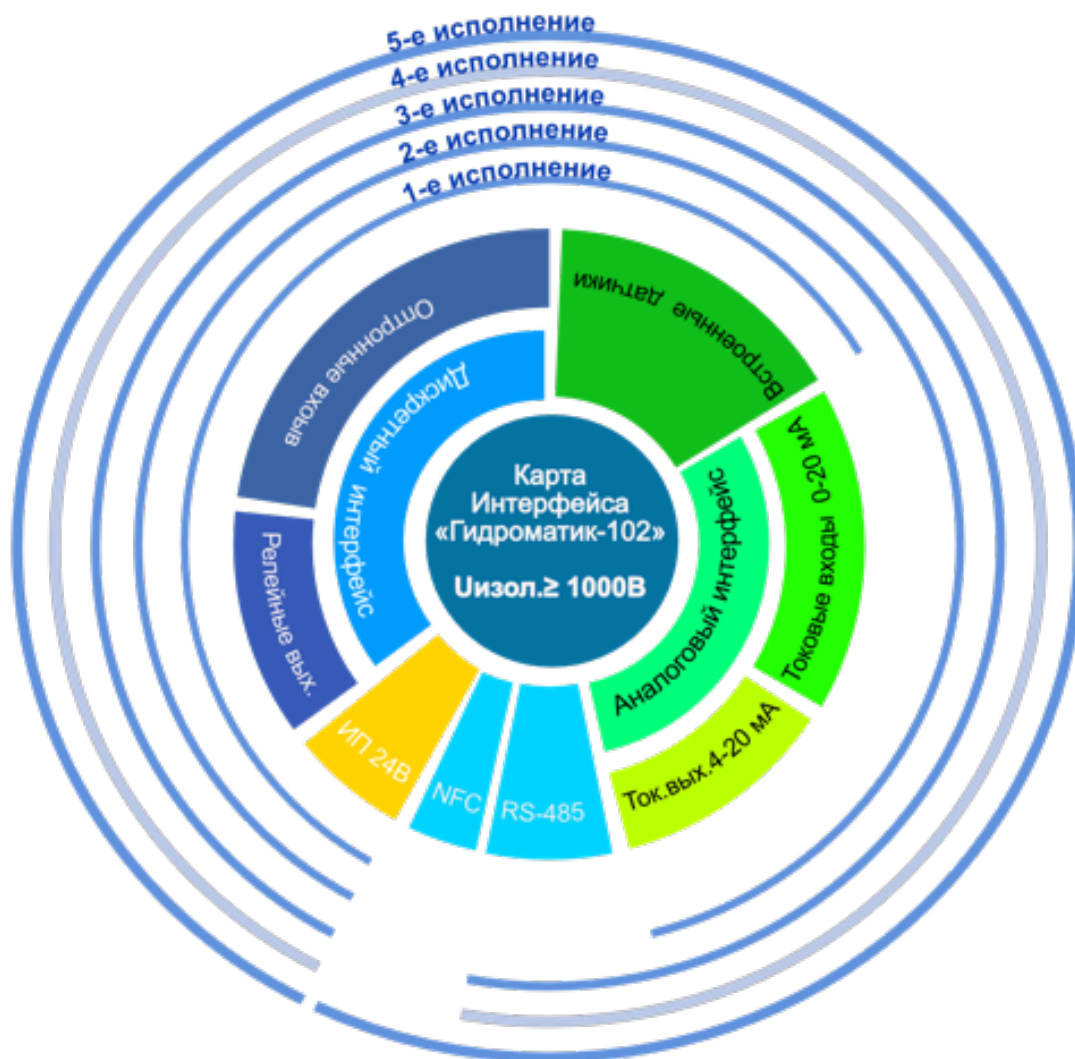 5-е исполнение
4-е исполнение
3-е исполнение
2-е исполнение
1-е исполнение
Оптронные вхоыв
Дискретный интерфейс
Релейные вых.
Встроенные датчики
Токовые входы 0-20 мА
Аналоговый интерфейс
Ток.вых.4-20 мА
Карта
Интерфейса
«Гидроматик-102»
Uизол.≥ 1000В
ИП 24В
NFC
RS-485